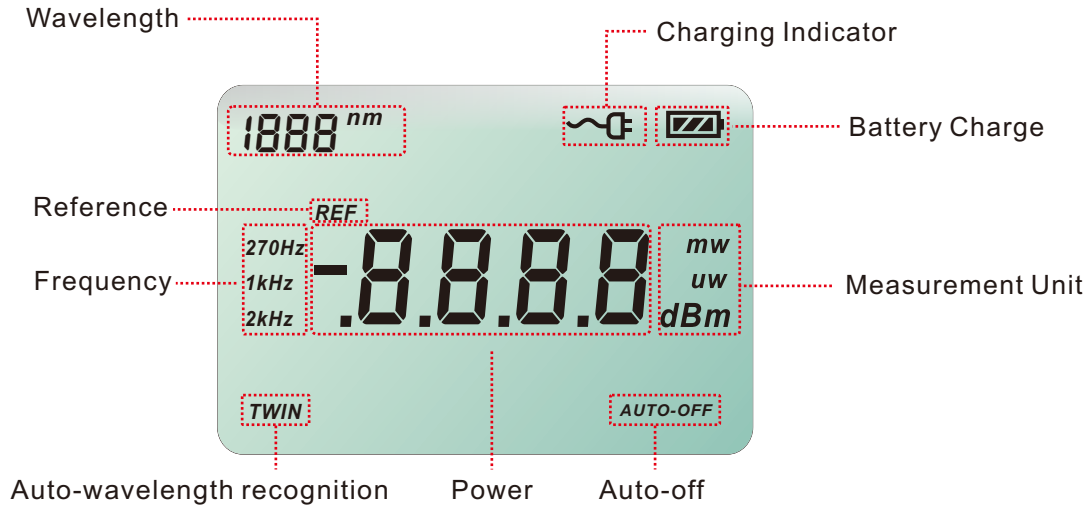 Wavelength
Charging Indicator
1888 nm
Battery Charge
Reference
REF
270Hz
Frequency
1kHz
2kHz
-.8.8.8.8
mw
uw
dBm
Measurement Unit
TWIN
AUTO-OFF
Auto-wavelength recognition
Power
Auto-off